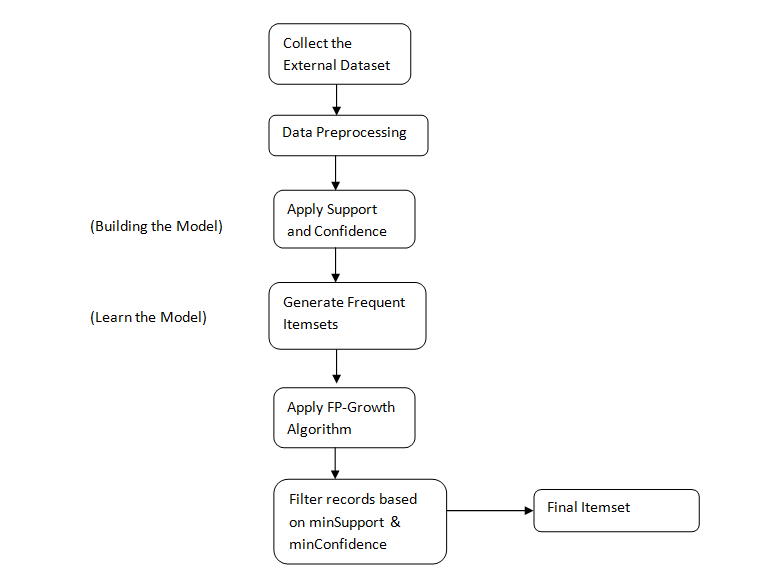 Collect the
External Dataset
Data Preprocessing
(Building the Model)
Apply Support
and Confidence
(Learn the Model)
Generate Frequent
Itemsets
Apply FP-Growth
Algorithm
Filter records based
on minSupport &
minConfidence
Final Itemset